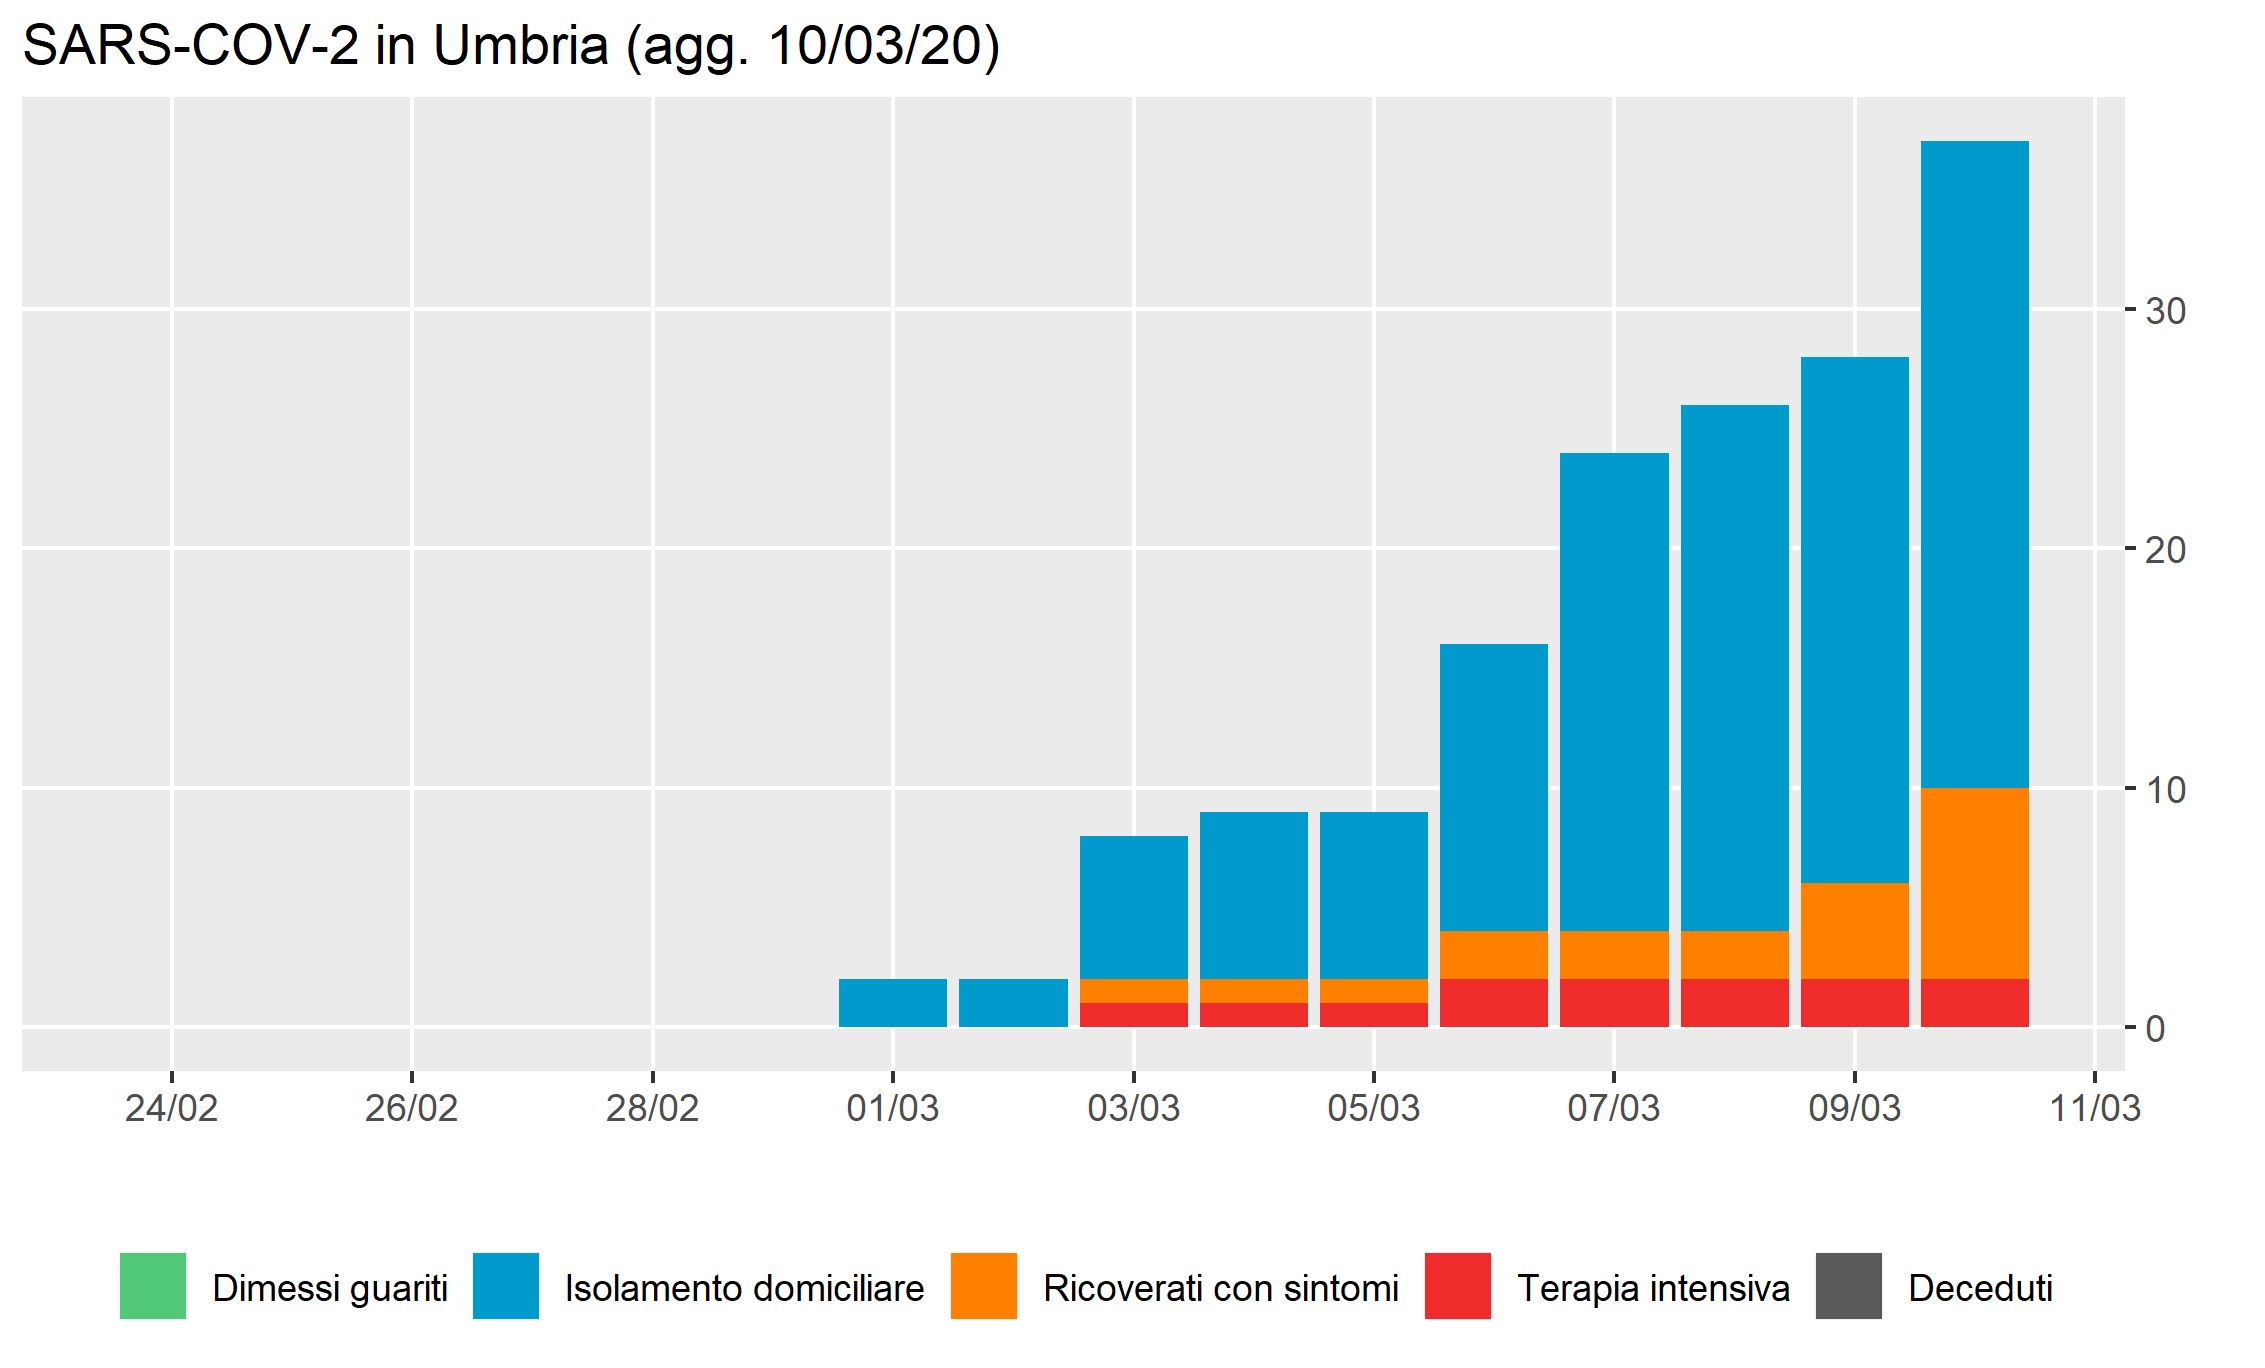 SARS-COV-2 in Umbria (agg. 10/03/20)
30
20
10
0
24/02 26/02 28/02 01/03 03/03 05/03 07/03 09/03 11/03
Dimessi guariti Isolamento domiciliare Ricoverati con sintomi Terapia intensiva Deceduti